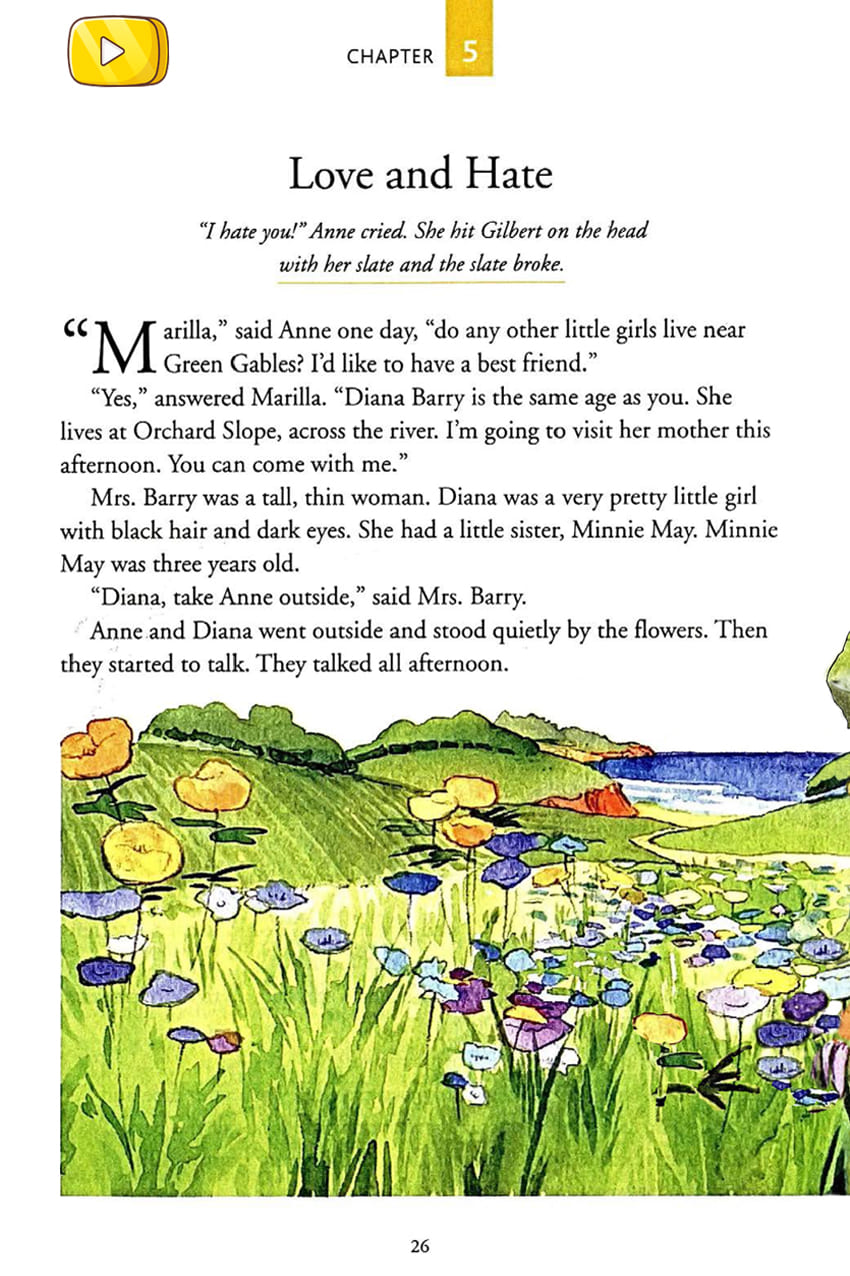 CHAPTER 5
Love and Hate
“I hate you!” Anne cried. She hit Gilbert on the head
with her slate and the slate broke.
“Marilla,” said Anne one day, “do any other little girls live near
Green Gables? I’d like to have a best friend.”
“Yes,” answered Marilla. “Diana Barry is the same age as you. She
lives at Orchard Slope, across the river. I’m going to visit her mother this
afternoon. You can come with me.”
Mrs. Barry was a tall, thin woman. Diana was a very pretty little girl
with black hair and dark eyes. She had a little sister, Minnie May. Minnie
May was three years old.
“Diana, take Anne outside,” said Mrs. Barry.
Anne and Diana went outside and stood quietly by the flowers. Then
they started to talk. They talked all afternoon.
26